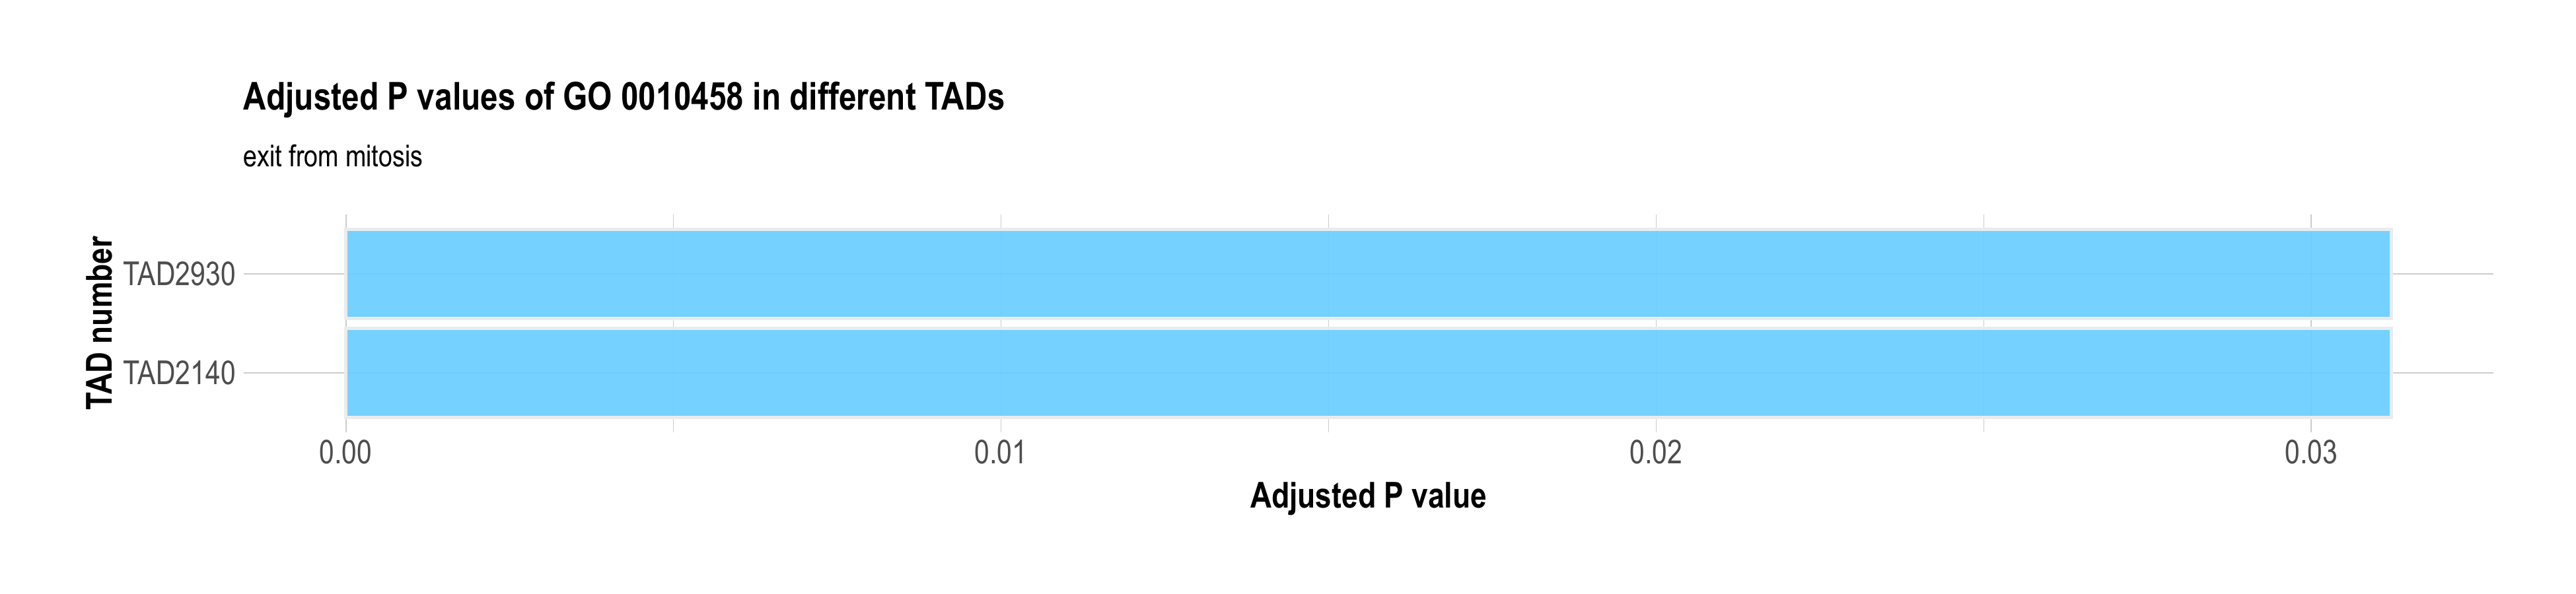 Adjusted P values of GO 0010458 in different TADs
exit from mitosis
TAD number
TAD2930
TAD2140
0.00
0.01
0.02
0.03
Adjusted P value